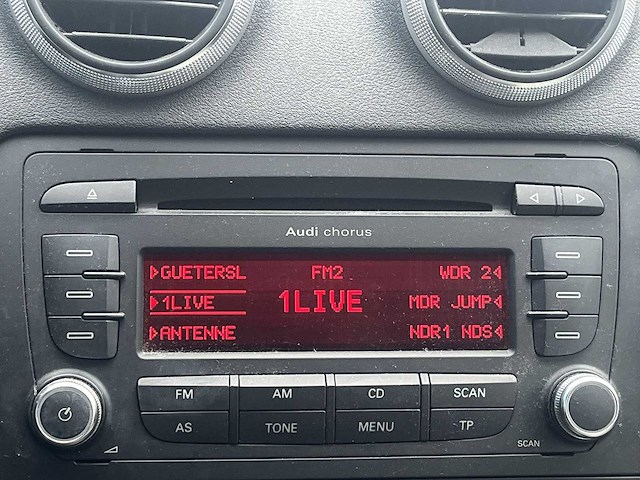 Audi chorus
GUETERSL FM2 WDR 2
1LIVE 1LIVE MDR JUMP
ANTENNE NDR1 NDS
FM AM CD SCAN
AS TONE MENU TP
SCAN